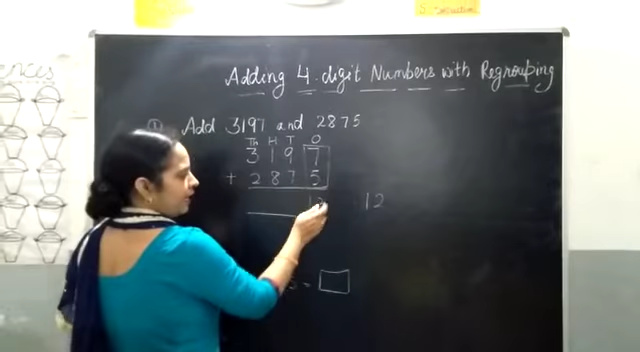 Adding 4-digit Numbers with Regrouping
Add 3197 and 2875
Th H T O
3 1 9 7
+ 2 8 7 5
12
12